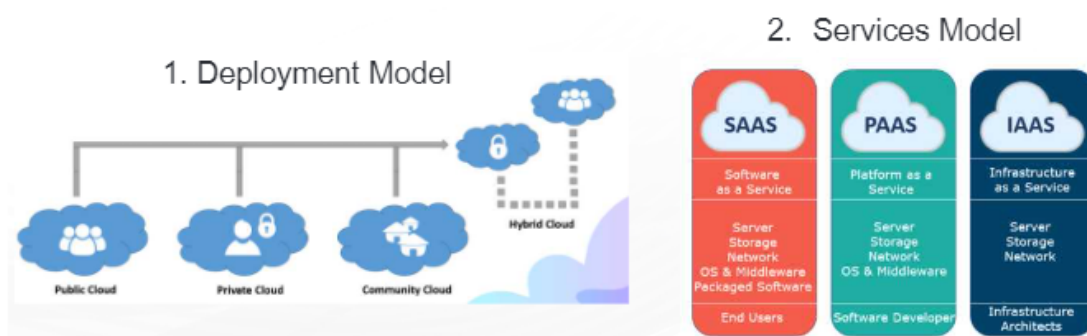 1. Deployment Model
Public Cloud
Private Cloud
Community Cloud
Hybrid Cloud
2. Services Model
SAAS
Software
as a Service
Server
Storage
Network
OS & Middleware
Packaged Software
End Users
PAAS
Platform as a
Service
Server
Storage
Network
OS & Middleware
Software Developer
IAAS
Infrastructure
as a Service
Server
Storage
Network
Infrastructure
Architects